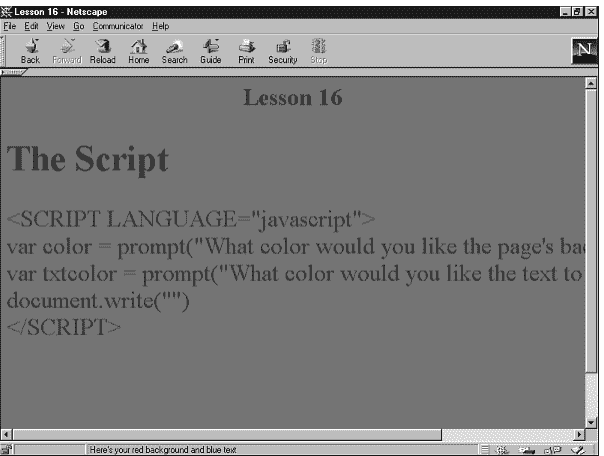 Lesson 16 - Netscape
File Edit View Go Communicator Help
Back Forward Reload Home Search Guide Print Security Stop
N
Lesson 16
The Script
<SCRIPT LANGUAGE="javascript">
var color = prompt("What color would you like the page's bac
var txtcolor = prompt("What color would you like the text to
document.write("")
</SCRIPT>
Here's your red background and blue text